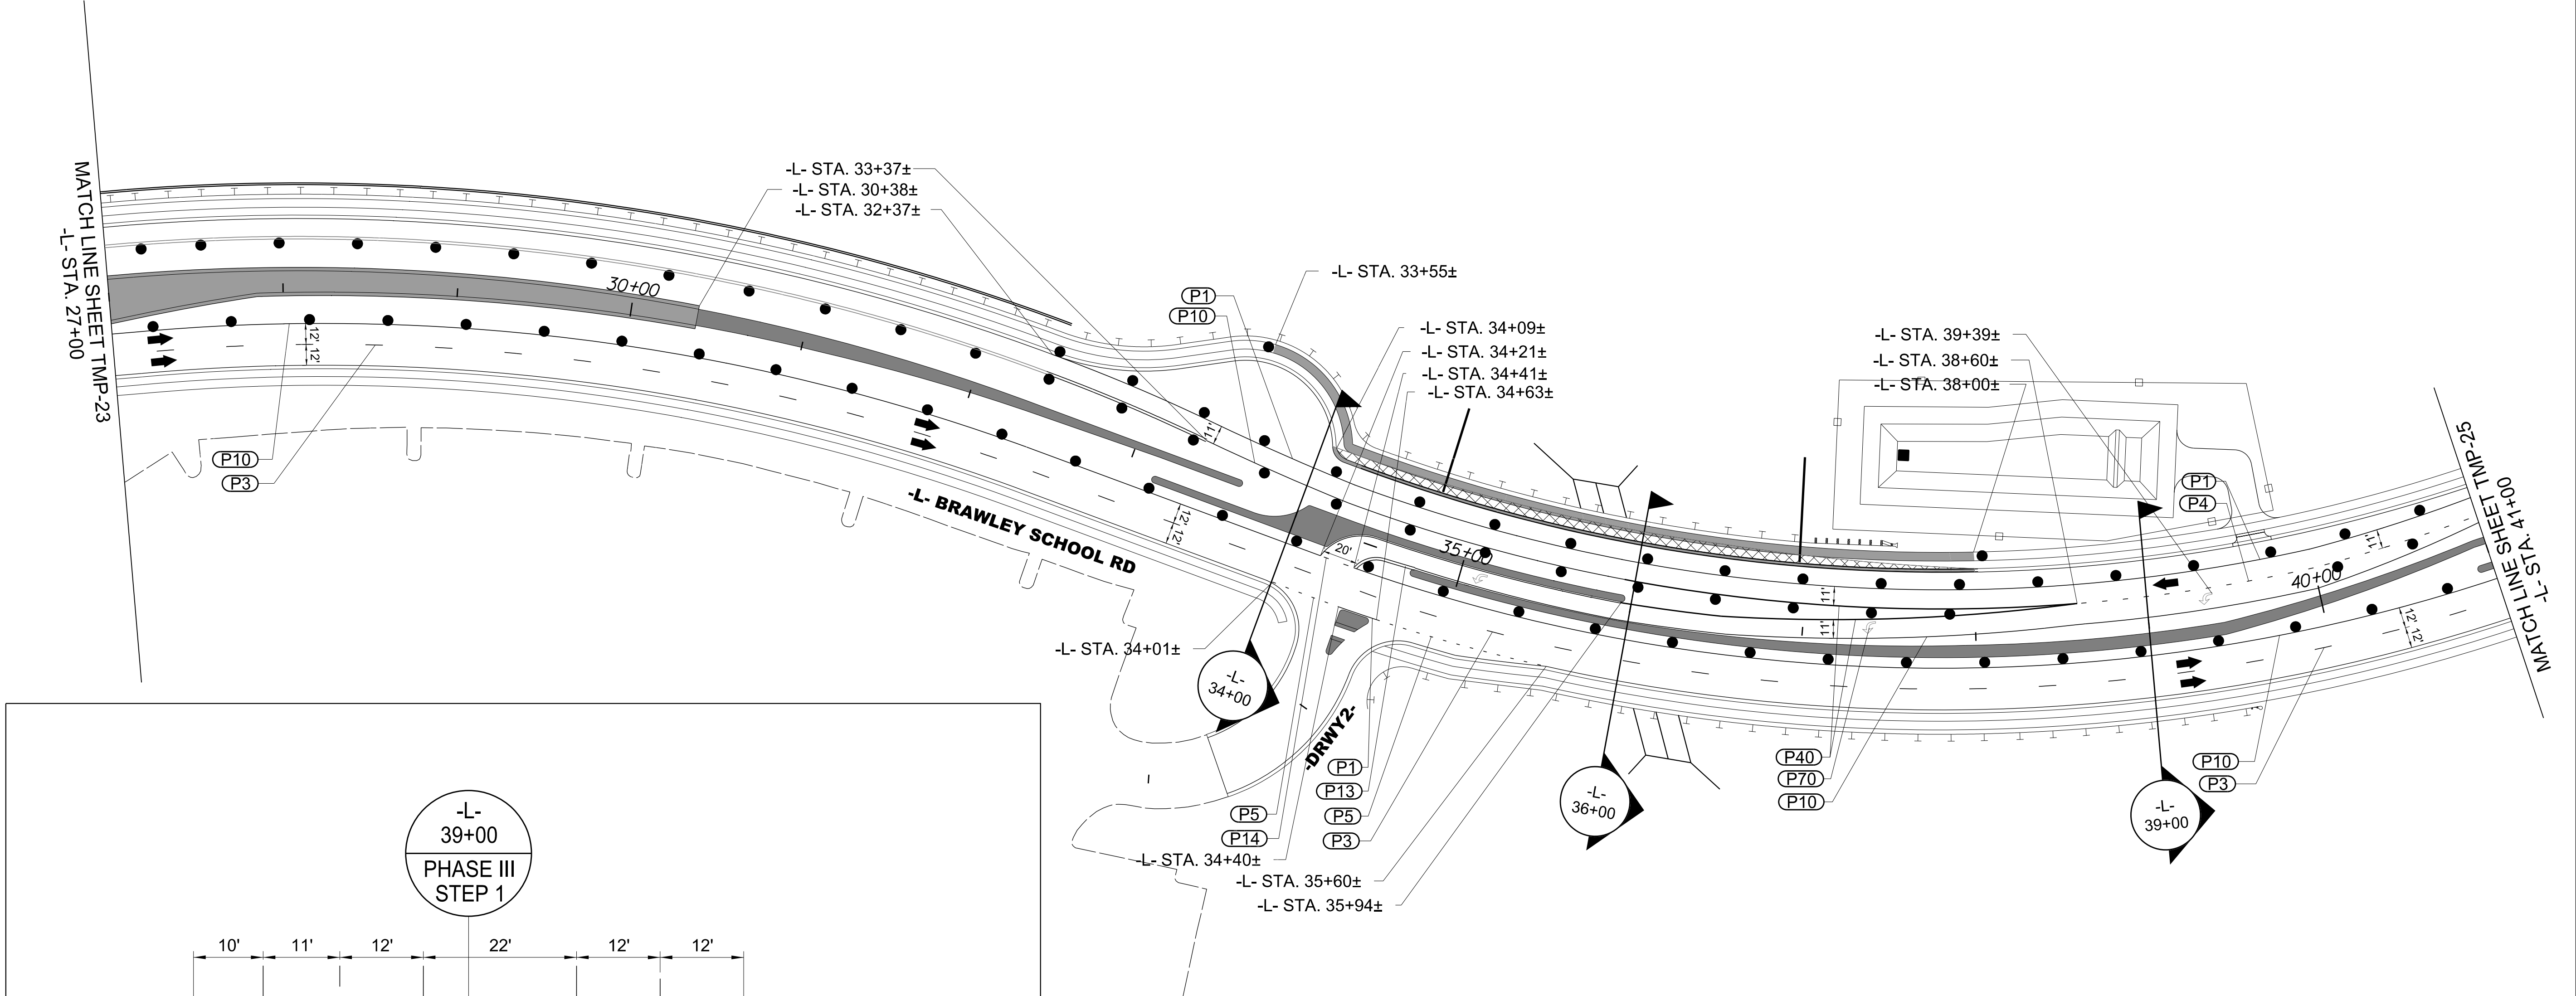 MATCH LINE SHEET TMP-23
-L- STA. 27+00
-L- STA. 33+37±
-L- STA. 30+38±
-L- STA. 32+37±
30+00
12'
12'
P10
P3
-L- BRAWLEY SCHOOL RD
12'
12'
11'
P1
P10
-L- STA. 33+55±
-L- STA. 34+09±
-L- STA. 34+21±
-L- STA. 34+41±
-L- STA. 34+63±
20'
35+00
-L- STA. 34+01±
-L-
34+00
-DRWY2-
P1
P13
P5
P3
P5
P14
-L- STA. 34+40±
-L- STA. 35+60±
-L- STA. 35+94±
-L-
36+00
11'
11'
P40
P70
P10
-L- STA. 39+39±
-L- STA. 38+60±
-L- STA. 38+00±
P1
P4
11'
40+00
12'
12'
P10
P3
-L-
39+00
MATCH LINE SHEET TMP-25
-L- STA. 41+00
-L-
39+00
PHASE III
STEP 1
10' 11' 12' 22' 12' 12'